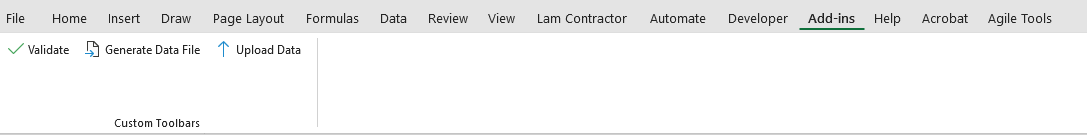 File Home Insert Draw Page Layout Formulas Data Review View Lam Contractor Automate Developer Add-ins Help Acrobat Agile Tools
Validate Generate Data File Upload Data
Custom Toolbars